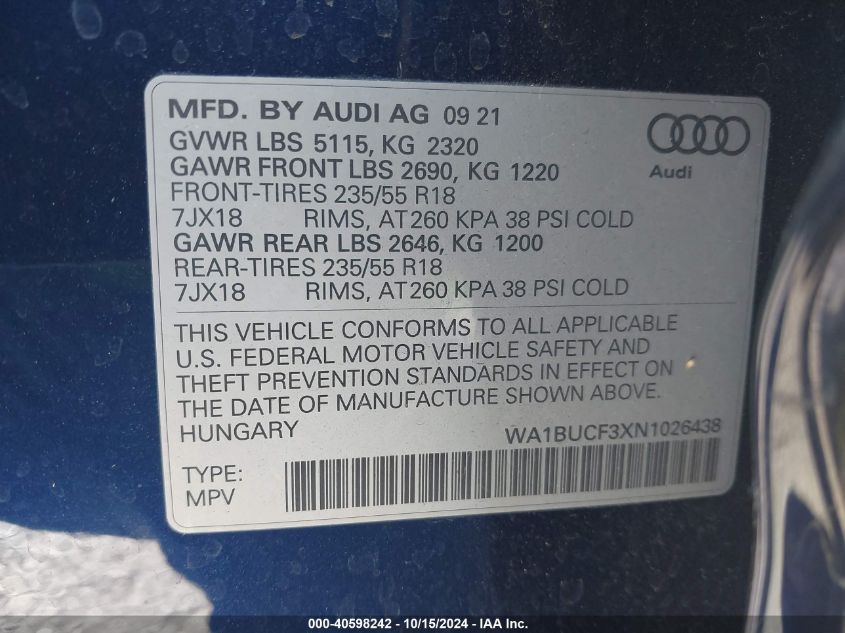 MFD. BY AUDI AG 09 21
GVWR LBS 5115, KG 2320
GAWR FRONT LBS 2690, KG 1220
FRONT-TIRES 235/55 R18
7JX18 RIMS, AT 260 KPA 38 PSI COLD
GAWR REAR LBS 2646, KG 1200
REAR-TIRES 235/55 R18
7JX18 RIMS, AT 260 KPA 38 PSI COLD
Audi
THIS VEHICLE CONFORMS TO ALL APPLICABLE
U.S. FEDERAL MOTOR VEHICLE SAFETY AND
THEFT PREVENTION STANDARDS IN EFFECT ON
THE DATE OF MANUFACTURE SHOWN ABOVE.
HUNGARY WA1BUCF3XN1026438
TYPE:
MPV
000-40598242 - 10/15/2024 - IAA Inc.